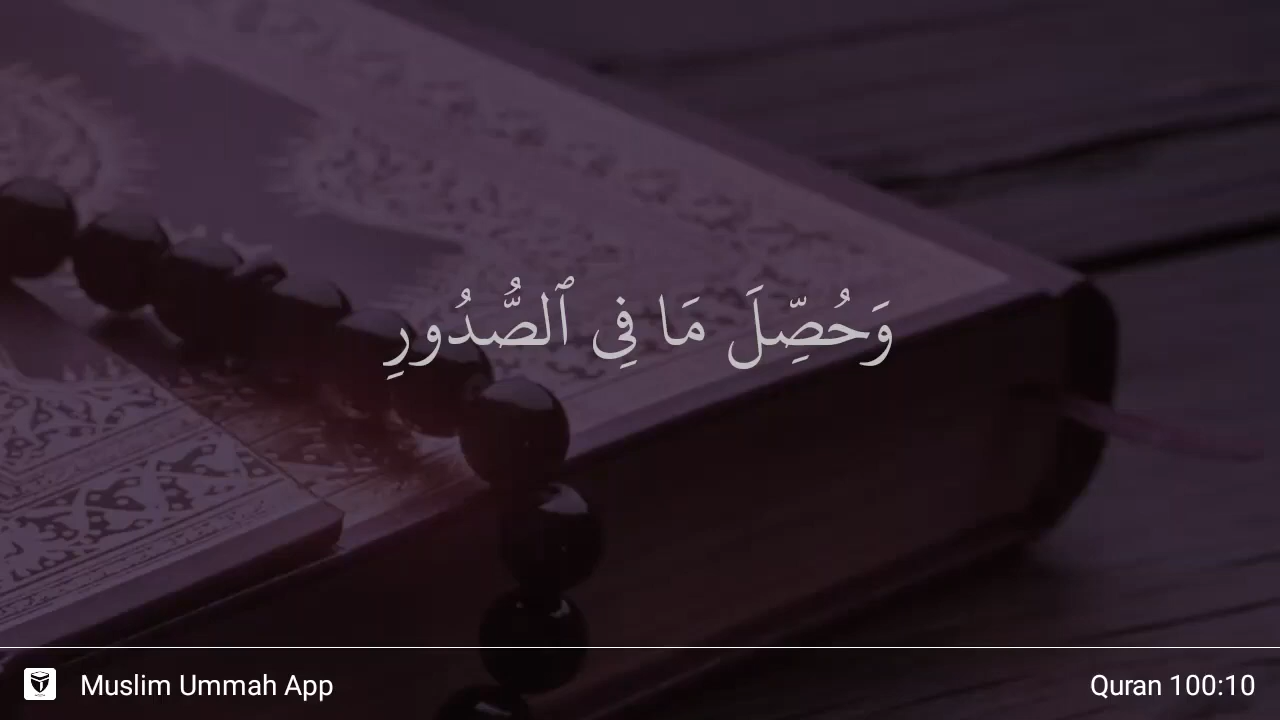 وَحُصِّلَ مَا فِى ٱلصُّدُورِ
Muslim Ummah App
Quran 100:10